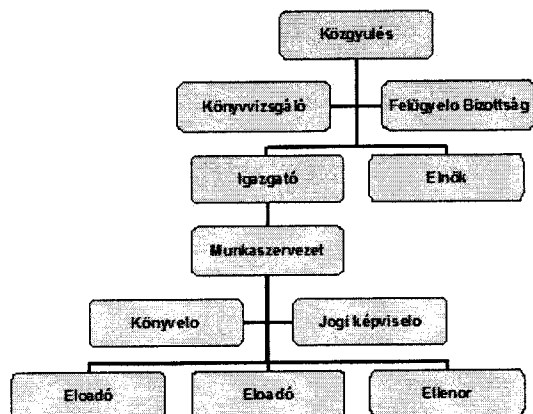 Közgyulés
Könyvvizsgáló
Felügyelo Bizottság
Igazgató
Elnök
Munkaszervezet
Könyvelo
Jogi képviselo
Eloadó
Eloadó
Ellenor